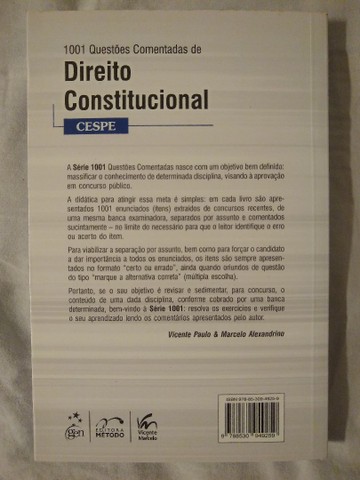 1001 Questões Comentadas de
Direito
Constitucional
CESPE
A Série 1001 Questões Comentadas nasce com um objetivo bem definido:
massificar o conhecimento de determinada disciplina, visando à aprovação
em concurso público.
A didática para atingir essa meta é simples: em cada livro são apre-
sentados 1001 enunciados (itens) extraídos de concursos recentes, de
uma mesma banca examinadora, separados por assunto e comentados
sucintamente – no limite do necessário para que o leitor identifique o erro
ou acerto do item.
Para viabilizar a separação por assunto, bem como para forçar o candidato
a dar importância a todos os enunciados, os itens são sempre apresen-
tados no formato "certo ou errado", ainda quando oriundos de questão
do tipo "marque a alternativa correta" (múltipla escolha).
Portanto, se o seu objetivo é revisar e sedimentar, para concurso, o
conteúdo de uma dada disciplina, conforme cobrado por uma banca
determinada, bem-vindo à Série 1001: resolva os exercícios e verifique
o seu aprendizado lendo os comentários apresentados pelo autor.
Vicente Paulo & Marcelo Alexandrino
gen
EDITORA
MÉTODO
Vicente
Marcelo